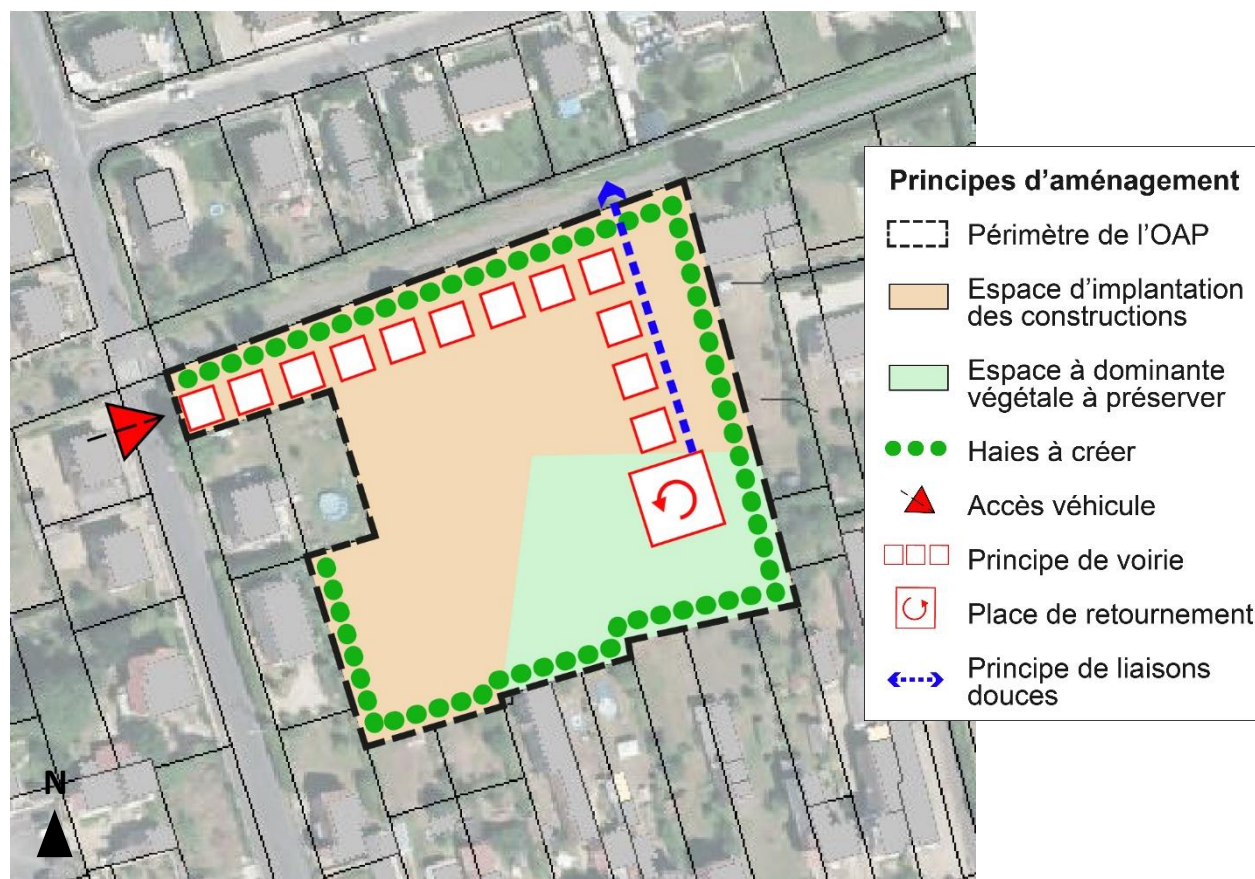 Principes d’aménagement
Périmètre de l’OAP
Espace d’implantation
des constructions
Espace à dominante
végétale à préserver
Haies à créer
Accès véhicule
Principe de voirie
Place de retournement
Principe de liaisons
douces
N